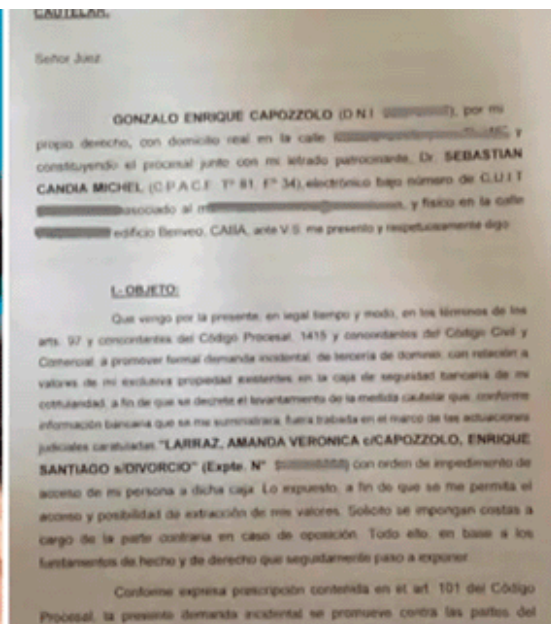 CAUTELAR.
Señor Juez
GONZALO ENRIQUE CAPOZZOLO (D.N.I. ), por mi
propio derecho, con domicilio real en la calle y
constituyendo el procesal junto con mi letrado patrocinante, Dr. SEBASTIAN
CANDIA MICHEL (C.P.A.C.F. Tº 81, Fº 34), electrónico bajo número de C.U.I.T
asociado al , y físico en la calle
edificio Benveo, CABA, ante V.S. me presento y respetuosamente digo:
I.- OBJETO:
Que vengo por la presente, en legal tiempo y modo, en los términos de los
arts. 97 y concordantes del Código Procesal, 1415 y concordantes del Código Civil y
Comercial, a promover formal demanda incidental, de tercería de dominio, con relación a
valores de mi exclusiva propiedad existentes en la caja de seguridad bancaria de mi
cotitularidad, a fin de que se decrete el levantamiento de la medida cautelar que, conforme
información bancaria que se me suministrara, fuera trabada en el marco de las actuaciones
judiciales caratuladas "LARRAZ, AMANDA VERONICA c/CAPOZZOLO, ENRIQUE
SANTIAGO s/DIVORCIO" (Expte. N° ) con orden de impedimento de
acceso de mi persona a dicha caja. Lo expuesto, a fin de que se me permita el
acceso y posibilidad de extracción de mis valores. Solicito se impongan costas a
cargo de la parte contraria en caso de oposición. Todo ello, en base a los
fundamentos de hecho y de derecho que seguidamente paso a exponer.
Conforme expresa prescripción contenida en el art. 101 del Código
Procesal, la presente demanda incidental se promueve contra las partes del